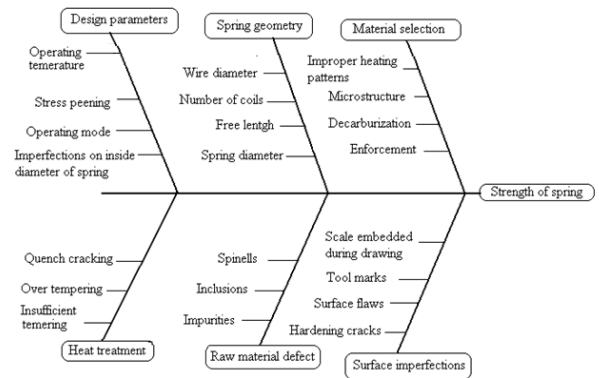 Design parameters
Operating
temerature
Stress peening
Operating mode
Imperfections on inside
diameter of spring
Spring geometry
Wire diameter
Number of coils
Free lentgh
Spring diameter
Material selection
Improper heating
patterns
Microstructure
Decarburization
Enforcement
Strength of spring
Quench cracking
Over tempering
Insufficient
temering
Heat treatment
Spinells
Inclusions
Impurities
Raw material defect
Scale embedded
during drawing
Tool marks
Surface flaws
Hardening cracks
Surface imperfections